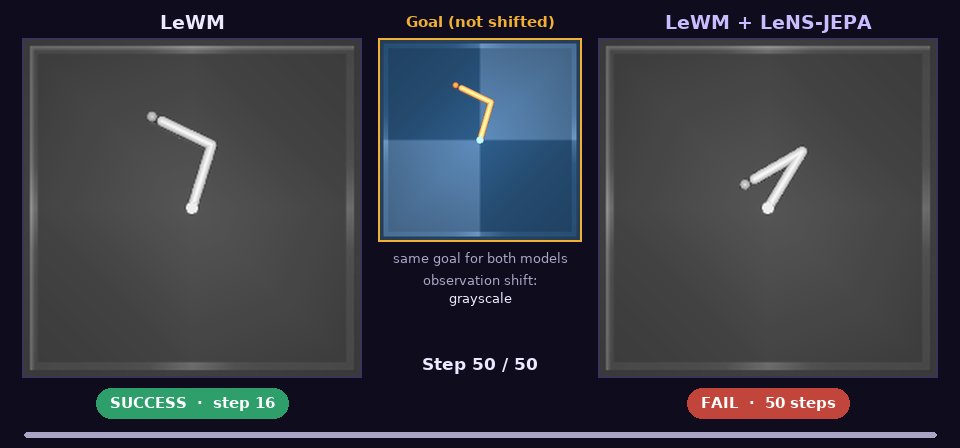 LeWM
Goal (not shifted)
LeWM + LeNS-JEPA
same goal for both models
observation shift:
grayscale
Step 50 / 50
SUCCESS · step 16
FAIL · 50 steps